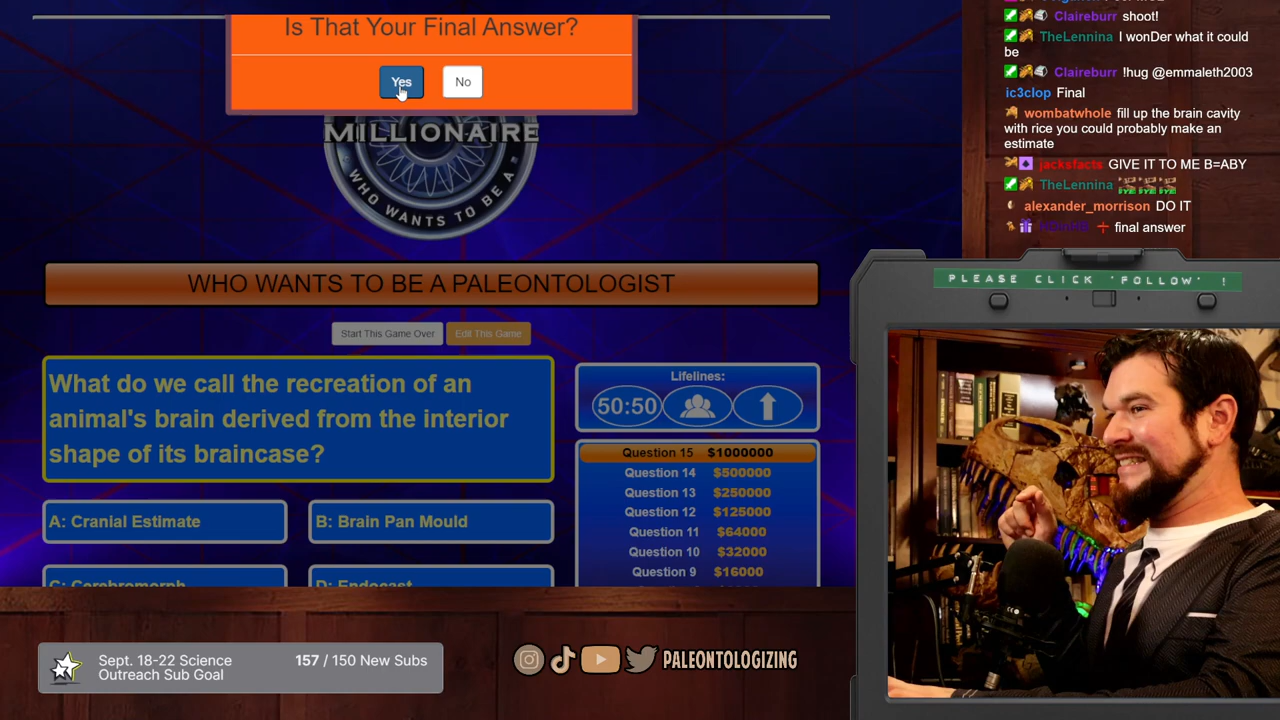 Is That Your Final Answer?
Yes
No
MILLIONAIRE
WHO WANTS TO BE A
WHO WANTS TO BE A PALEONTOLOGIST
Start This Game Over
Edit This Game
What do we call the recreation of an
animal's brain derived from the interior
shape of its braincase?
A: Cranial Estimate
B: Brain Pan Mould
C: Cerebromorph
D: Endocast
Lifelines:
50:50
Question 15 $1000000
Question 14 $500000
Question 13 $250000
Question 12 $125000
Question 11 $64000
Question 10 $32000
Question 9 $16000
Claireburr shoot!
TheLennina I wonDer what it could
be
Claireburr !hug @emmaleth2003
ic3clop Final
wombatwhole fill up the brain cavity
with rice you could probably make an
estimate
jacksfacts GIVE IT TO ME B=ABY
TheLennina
alexander_morrison DO IT
final answer
PLEASE CLICK 'FOLLOW' !
Sept. 18-22 Science
Outreach Sub Goal
157 / 150 New Subs
PALEONTOLOGIZING